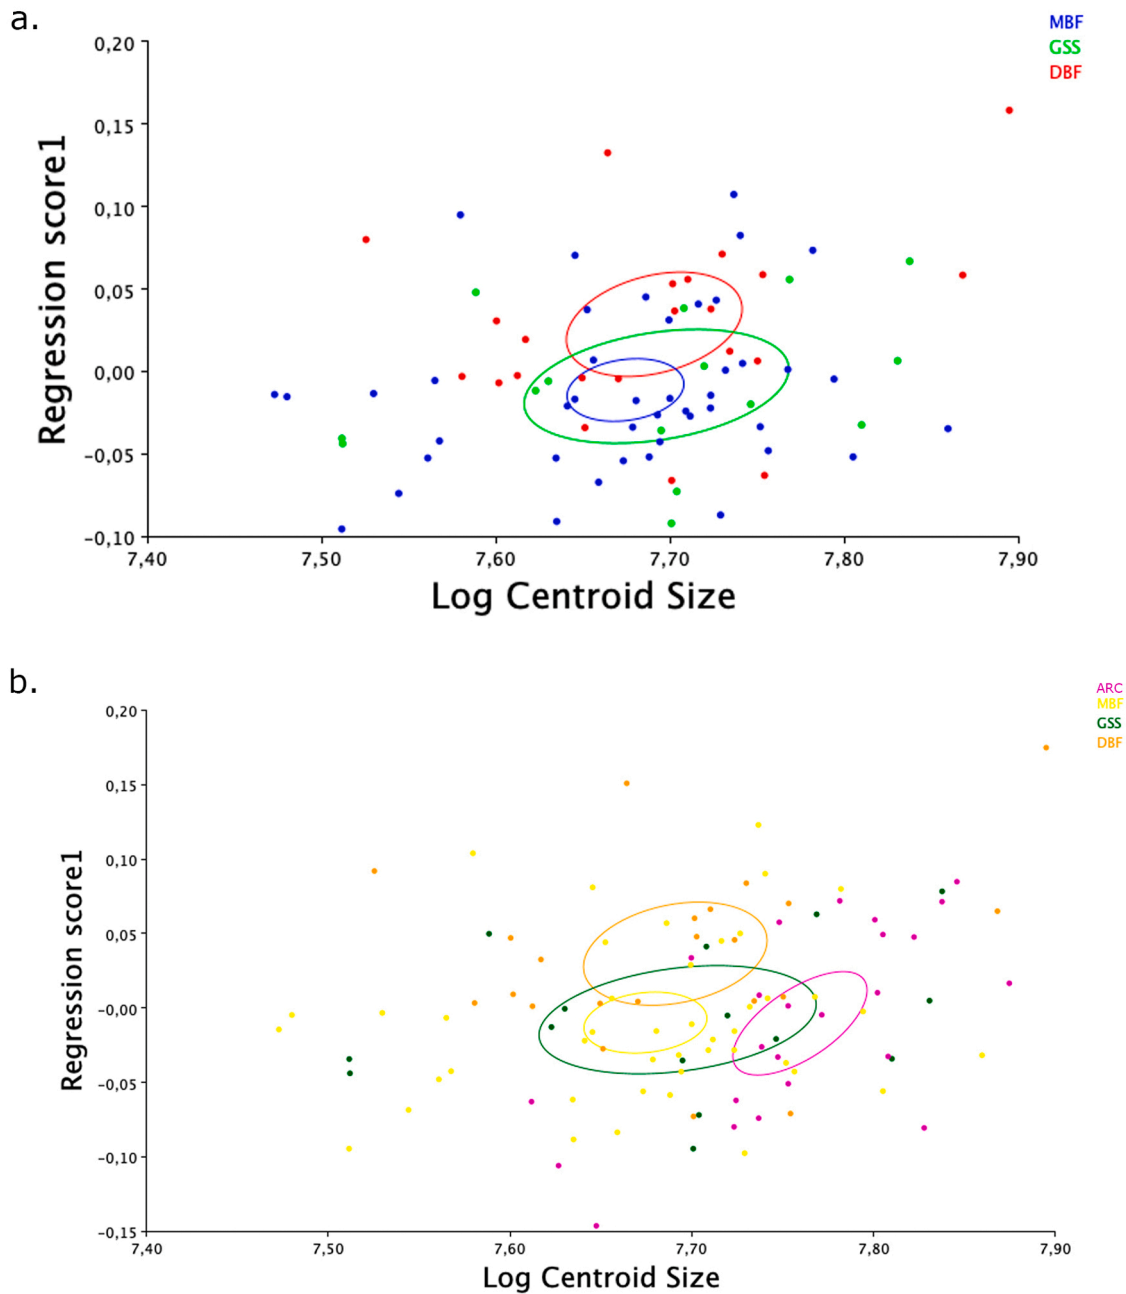 a.
MBF
GSS
DBF
0,20
0,15
0,10
0,05
0,00
−0,05
−0,10
Regression score1
7,40 7,50 7,60 7,70 7,80 7,90
Log Centroid Size
b.
ARC
MBF
GSS
DBF
0,20
0,15
0,10
0,05
−0,00
−0,05
−0,10
−0,15
Regression score1
7,40 7,50 7,60 7,70 7,80 7,90
Log Centroid Size